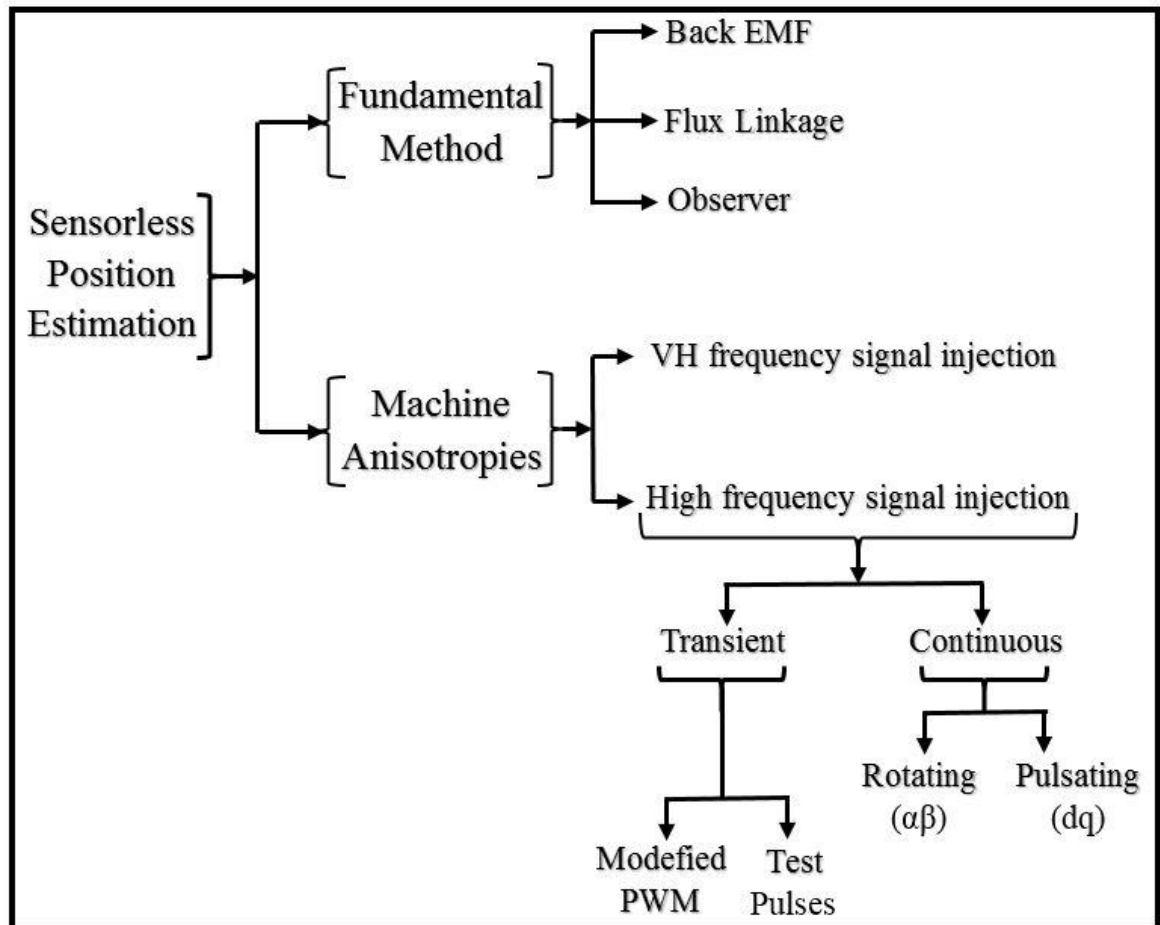 Sensorless
Position
Estimation
Fundamental
Method
Back EMF
Flux Linkage
Observer
Machine
Anisotropies
VH frequency signal injection
High frequency signal injection
Transient
Continuous
Modefied
PWM
Test
Pulses
Rotating
(αβ)
Pulsating
(dq)